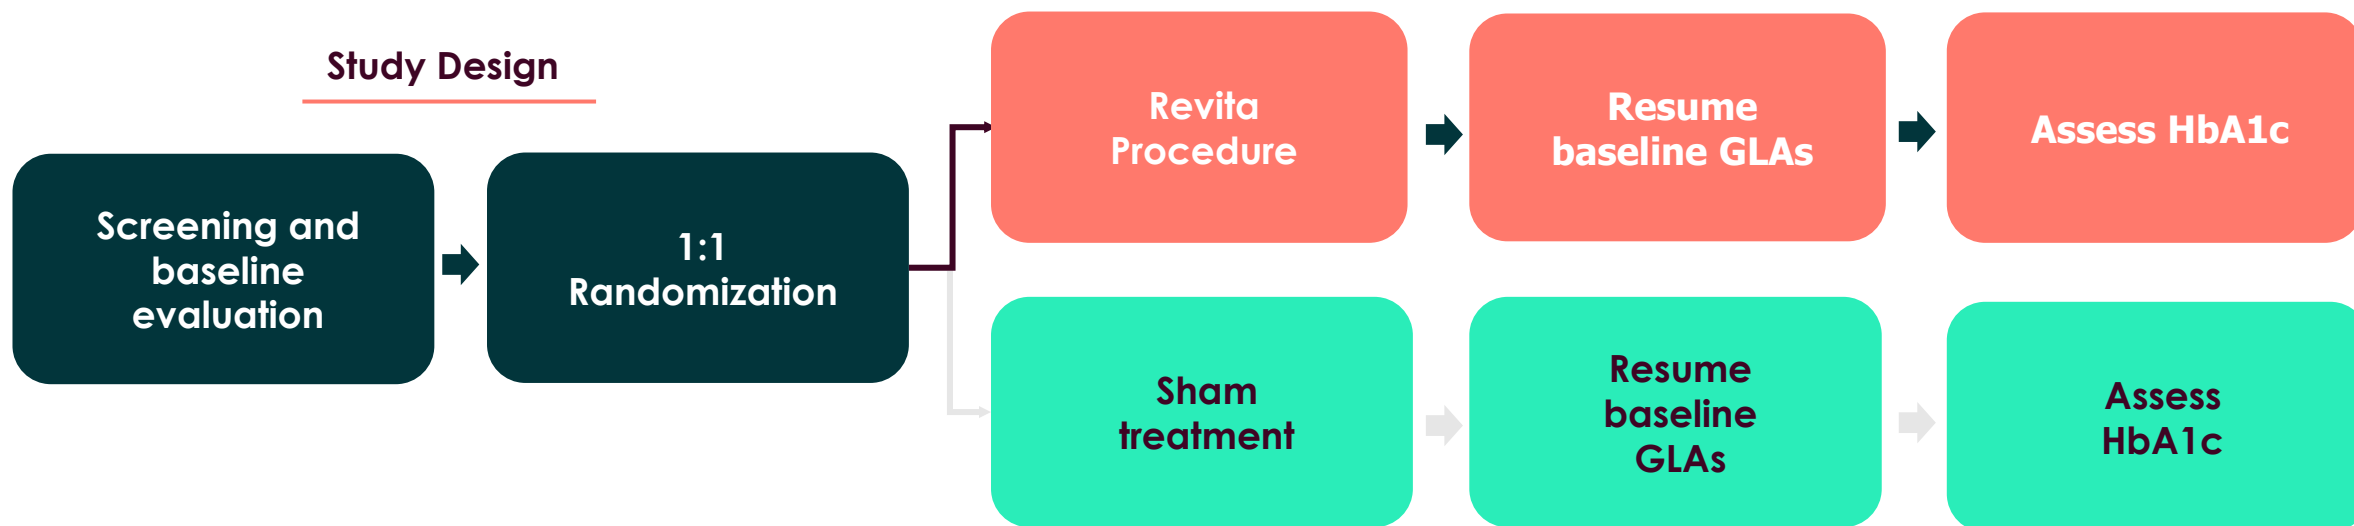 Study Design
Screening and
baseline
evaluation
1:1
Randomization
Revita
Procedure
Resume
baseline GLAs
Assess HbA1c
Sham
treatment
Resume
baseline
GLAs
Assess
HbA1c